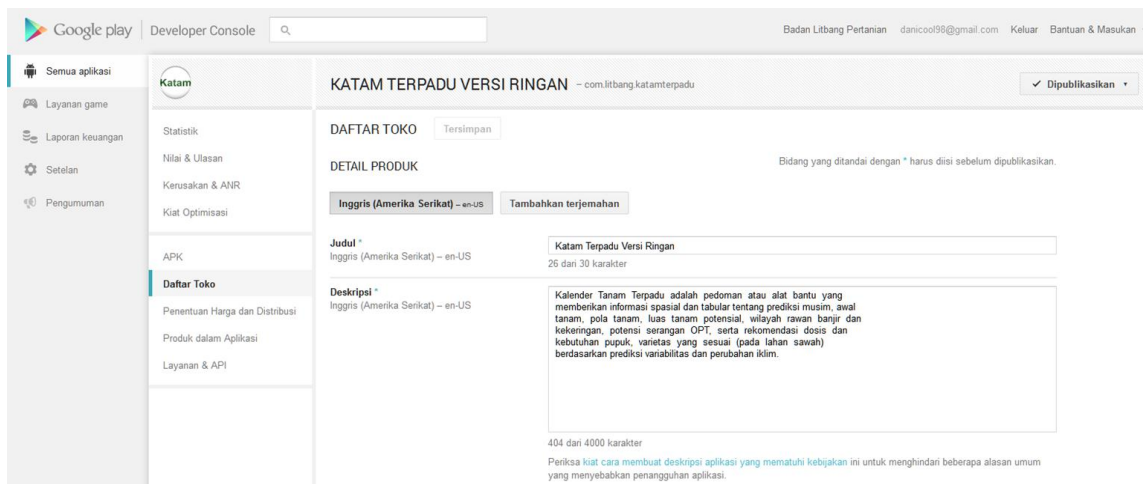 Google play Developer Console Badan Litbang Pertanian danicool98@gmail.com Keluar Bantuan & Masukan
Semua aplikasi
Layanan game
Laporan keuangan
Setelan
Pengumuman
Katam
Statistik
Nilai & Ulasan
Kerusakan & ANR
Kiat Optimisasi
APK
Daftar Toko
Penentuan Harga dan Distribusi
Produk dalam Aplikasi
Layanan & API
KATAM TERPADU VERSI RINGAN – com.litbang.katamterpadu
Dipublikasikan
DAFTAR TOKO Tersimpan
DETAIL PRODUK
Bidang yang ditandai dengan * harus diisi sebelum dipublikasikan.
Inggris (Amerika Serikat) – en-US Tambahkan terjemahan
Judul *
Inggris (Amerika Serikat) – en-US
Katam Terpadu Versi Ringan
26 dari 30 karakter
Deskripsi *
Inggris (Amerika Serikat) – en-US
Kalender Tanam Terpadu adalah pedoman atau alat bantu yang
memberikan informasi spasial dan tabular tentang prediksi musim, awal
tanam, pola tanam, luas tanam potensial, wilayah rawan banjir dan
kekeringan, potensi serangan OPT, serta rekomendasi dosis dan
kebutuhan pupuk, varietas yang sesuai (pada lahan sawah)
berdasarkan prediksi variabilitas dan perubahan iklim.
404 dari 4000 karakter
Periksa kiat cara membuat deskripsi aplikasi yang mematuhi kebijakan ini untuk menghindari beberapa alasan umum
yang menyebabkan penangguhan aplikasi.